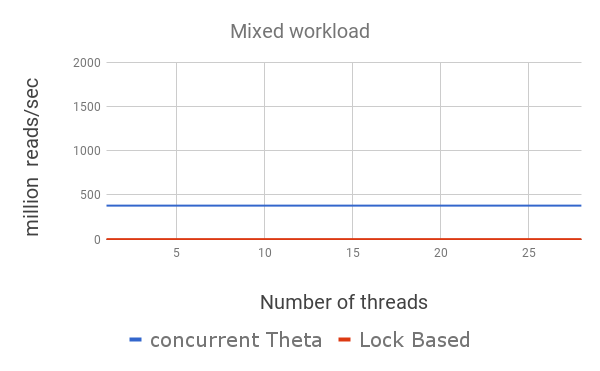 Mixed workload
million reads/sec
2000
1500
1000
500
0
5 10 15 20 25
Number of threads
concurrent Theta Lock Based